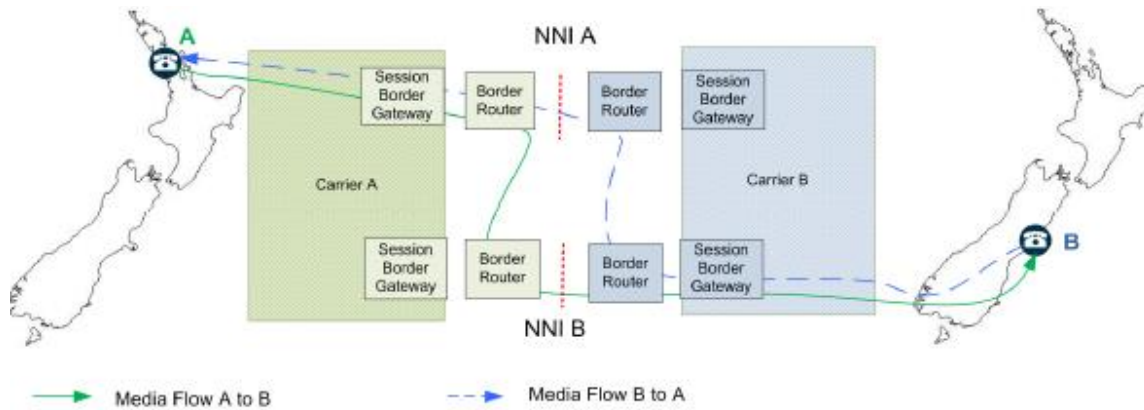 A
NNI A
Session
Border
Gateway
Border
Router
Border
Router
Session
Border
Gateway
Carrier A
Carrier B
Session
Border
Gateway
Border
Router
Border
Router
Session
Border
Gateway
B
NNI B
Media Flow A to B
Media Flow B to A